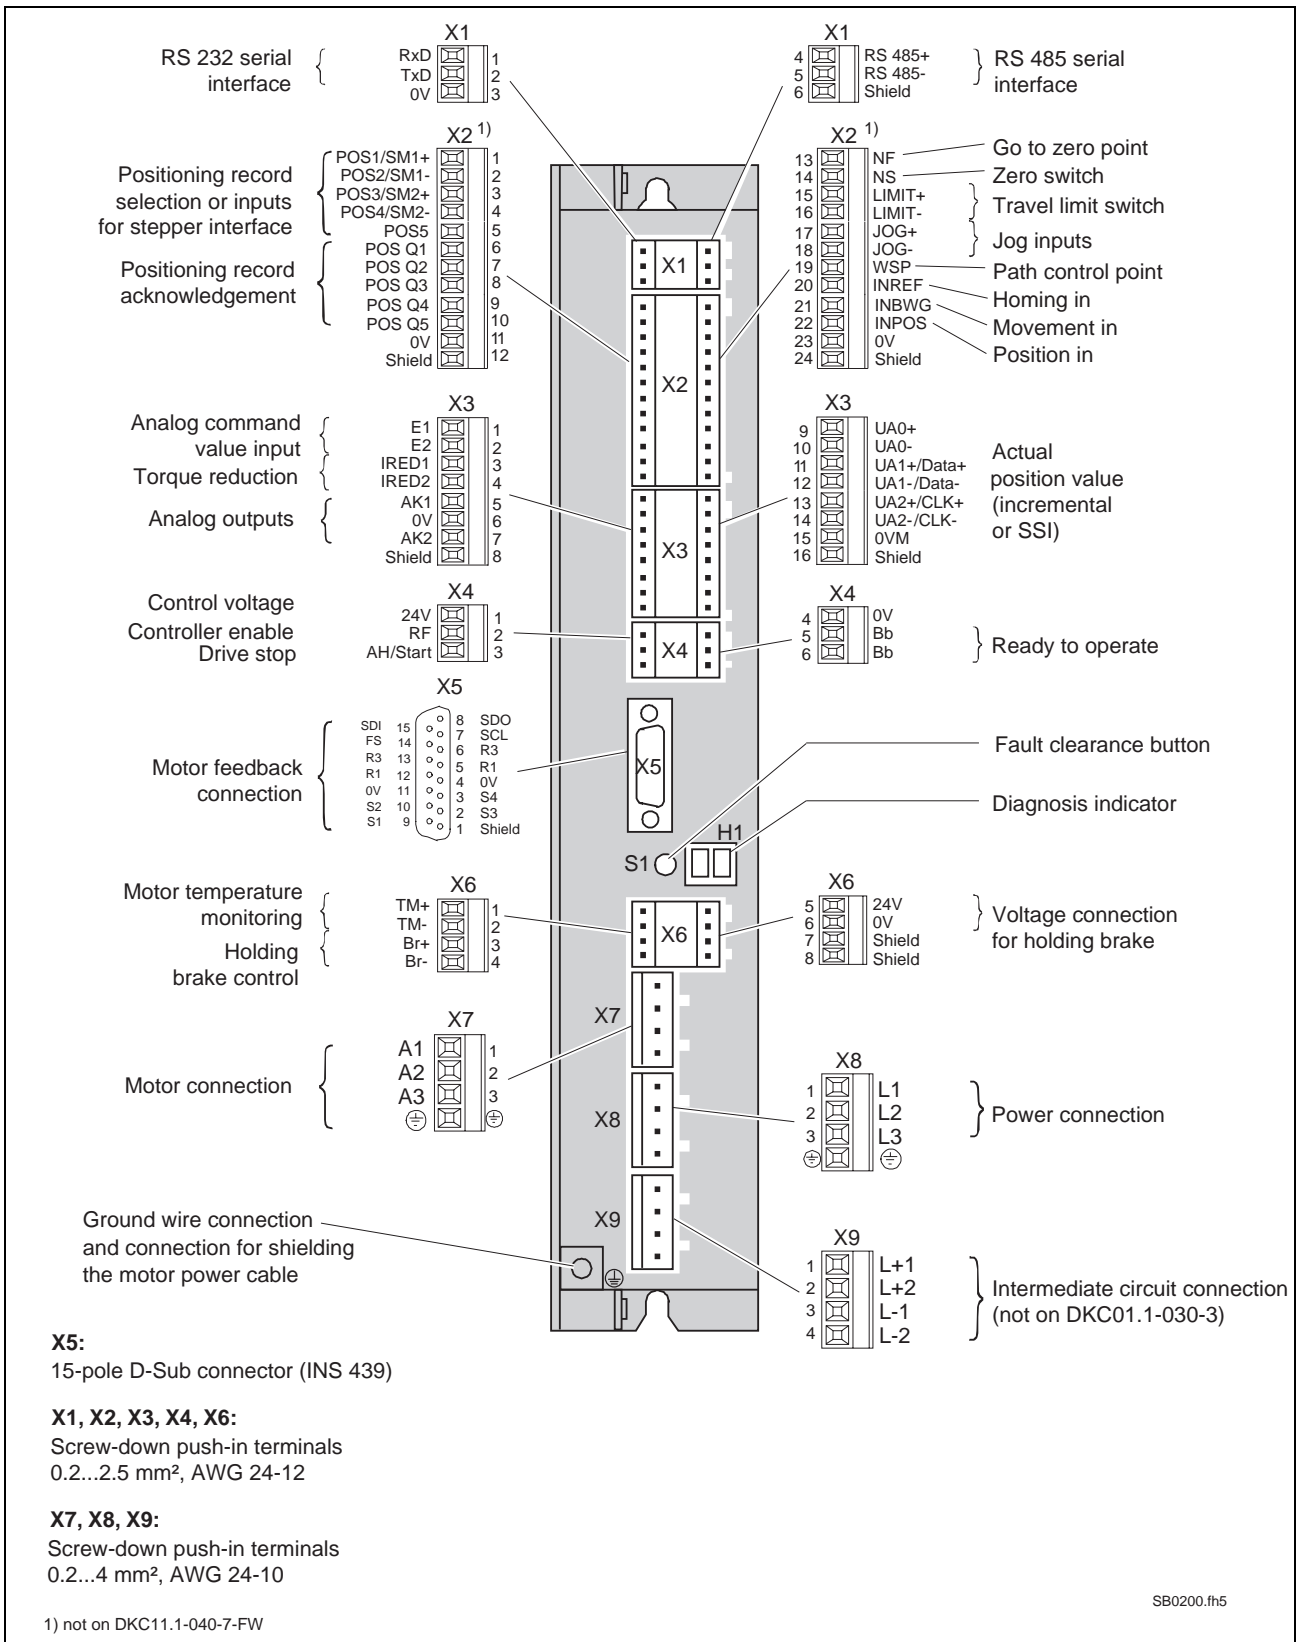 X1
RS 232 serial
interface
RxD 1
TxD 2
0V 3
X1
4 RS 485+
5 RS 485-
6 Shield
RS 485 serial
interface
X2 1)
Positioning record
selection or inputs
for stepper interface
Positioning record
acknowledgement
POS1/SM1+ 1
POS2/SM1- 2
POS3/SM2+ 3
POS4/SM2- 4
POS5 5
POS Q1 6
POS Q2 7
POS Q3 8
POS Q4 9
POS Q5 10
0V 11
Shield 12
X2 1)
13 NF
14 NS
15 LIMIT+
16 LIMIT-
17 JOG+
18 JOG-
19 WSP
20 INREF
21 INBWG
22 INPOS
23 0V
24 Shield
Go to zero point
Zero switch
Travel limit switch
Jog inputs
Path control point
Homing in
Movement in
Position in
X3
Analog command
value input
Torque reduction
Analog outputs
E1 1
E2 2
IRED1 3
IRED2 4
AK1 5
0V 6
AK2 7
Shield 8
X3
9 UA0+
10 UA0-
11 UA1+/Data+
12 UA1-/Data-
13 UA2+/CLK+
14 UA2-/CLK-
15 0VM
16 Shield
Actual
position value
(incremental
or SSI)
X4
Control voltage
Controller enable
Drive stop
24V 1
RF 2
AH/Start 3
X4
4 0V
5 Bb
6 Bb
Ready to operate
X5
Motor feedback
connection
SDI 15
FS 14
R3 13
R1 12
0V 11
S2 10
S1 9
8 SDO
7 SCL
6 R3
5 R1
4 0V
3 S4
2 S3
1 Shield
X1
X2
X3
X4
X5
H1
S1
X6
X7
X8
X9
Fault clearance button
Diagnosis indicator
X6
Motor temperature
monitoring
Holding
brake control
TM+ 1
TM- 2
Br+ 3
Br- 4
X6
5 24V
6 0V
7 Shield
8 Shield
Voltage connection
for holding brake
X7
Motor connection
A1 1
A2 2
A3 3
X8
1 L1
2 L2
3 L3
Power connection
Ground wire connection
and connection for shielding
the motor power cable
X9
1 L+1
2 L+2
3 L-1
4 L-2
Intermediate circuit connection
(not on DKC01.1-030-3)
X5:
15-pole D-Sub connector (INS 439)
X1, X2, X3, X4, X6:
Screw-down push-in terminals
0.2...2.5 mm², AWG 24-12
X7, X8, X9:
Screw-down push-in terminals
0.2...4 mm², AWG 24-10
1) not on DKC11.1-040-7-FW
SB0200.fh5